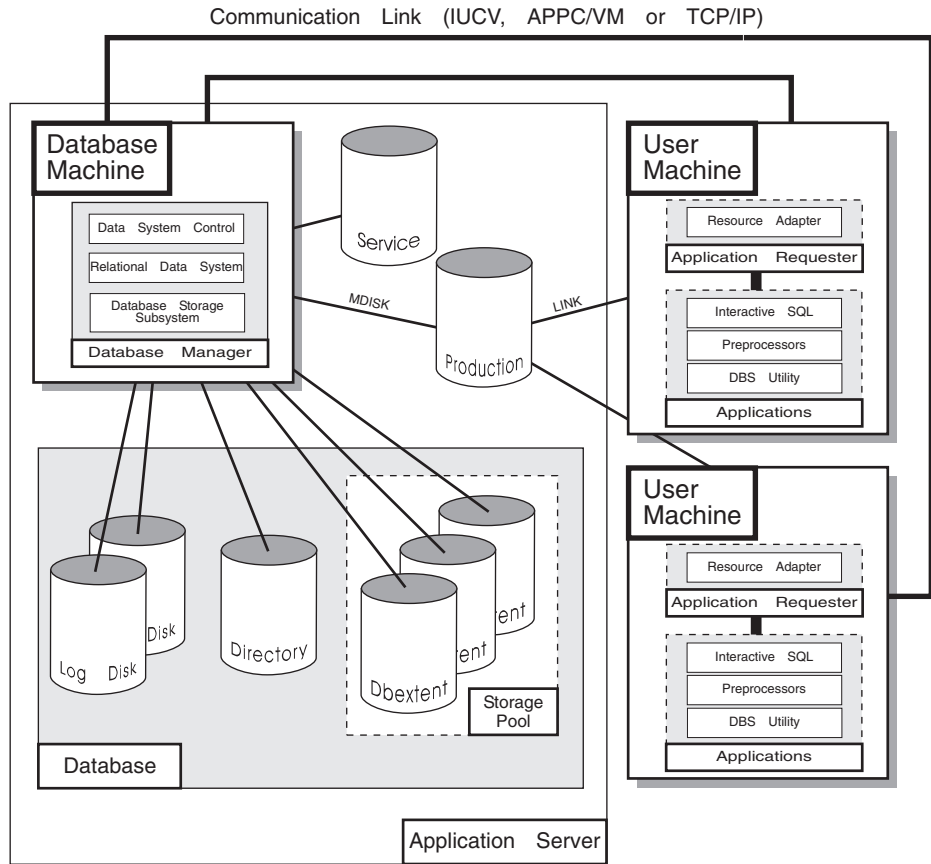 Communication Link (IUCV, APPC/VM or TCP/IP)
Database
Machine
Data System Control
Relational Data System
Database Storage
Subsystem
Database Manager
Service
MDISK
Production
LINK
User
Machine
Resource Adapter
Application Requester
Interactive SQL
Preprocessors
DBS Utility
Applications
User
Machine
Resource Adapter
Application Requester
Interactive SQL
Preprocessors
DBS Utility
Applications
Log Disk
Disk
Directory
Dbextent
tent
tent
Storage
Pool
Database
Application Server